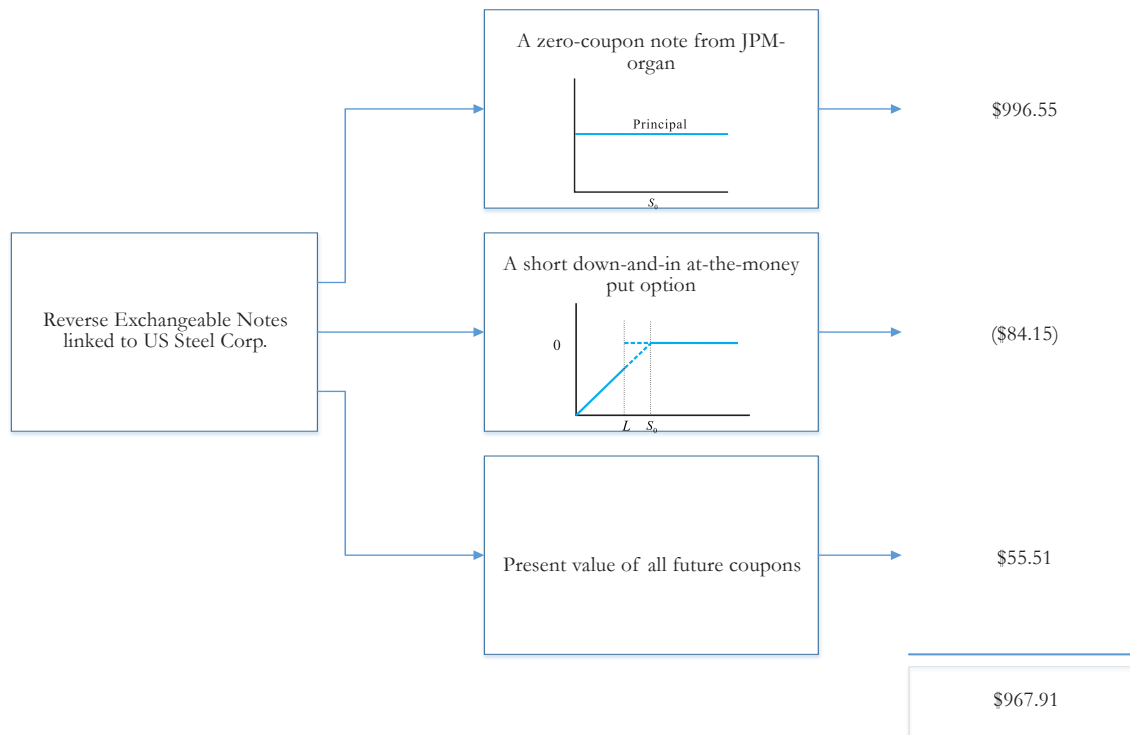 A zero-coupon note from JPM-
organ
Principal
S0
$996.55
Reverse Exchangeable Notes
linked to US Steel Corp.
A short down-and-in at-the-money
put option
0
L S0
($84.15)
Present value of all future coupons
$55.51
$967.91